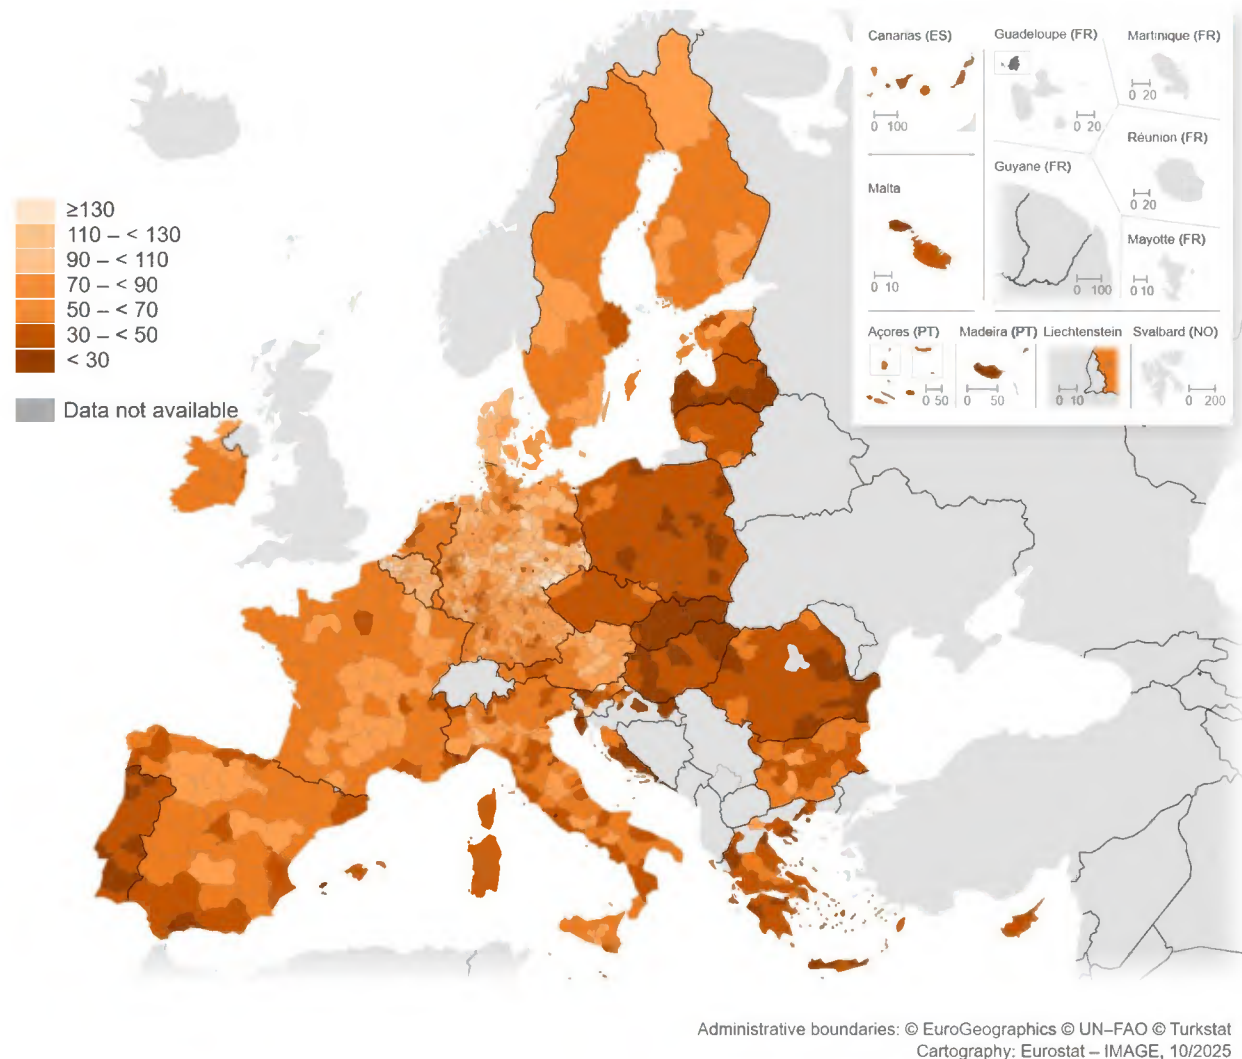 Canarias (ES)
0 100
Guadeloupe (FR)
0 20
Martinique (FR)
0 20
Réunion (FR)
0 20
Guyane (FR)
0 100
Mayotte (FR)
0 10
Malta
0 10
Açores (PT)
0 50
Madeira (PT)
0 50
Liechtenstein
0 10
Svalbard (NO)
0 200
≥130
110 – < 130
90 – < 110
70 – < 90
50 – < 70
30 – < 50
< 30
Data not available
Administrative boundaries: © EuroGeographics © UN–FAO © Turkstat
Cartography: Eurostat – IMAGE, 10/2025